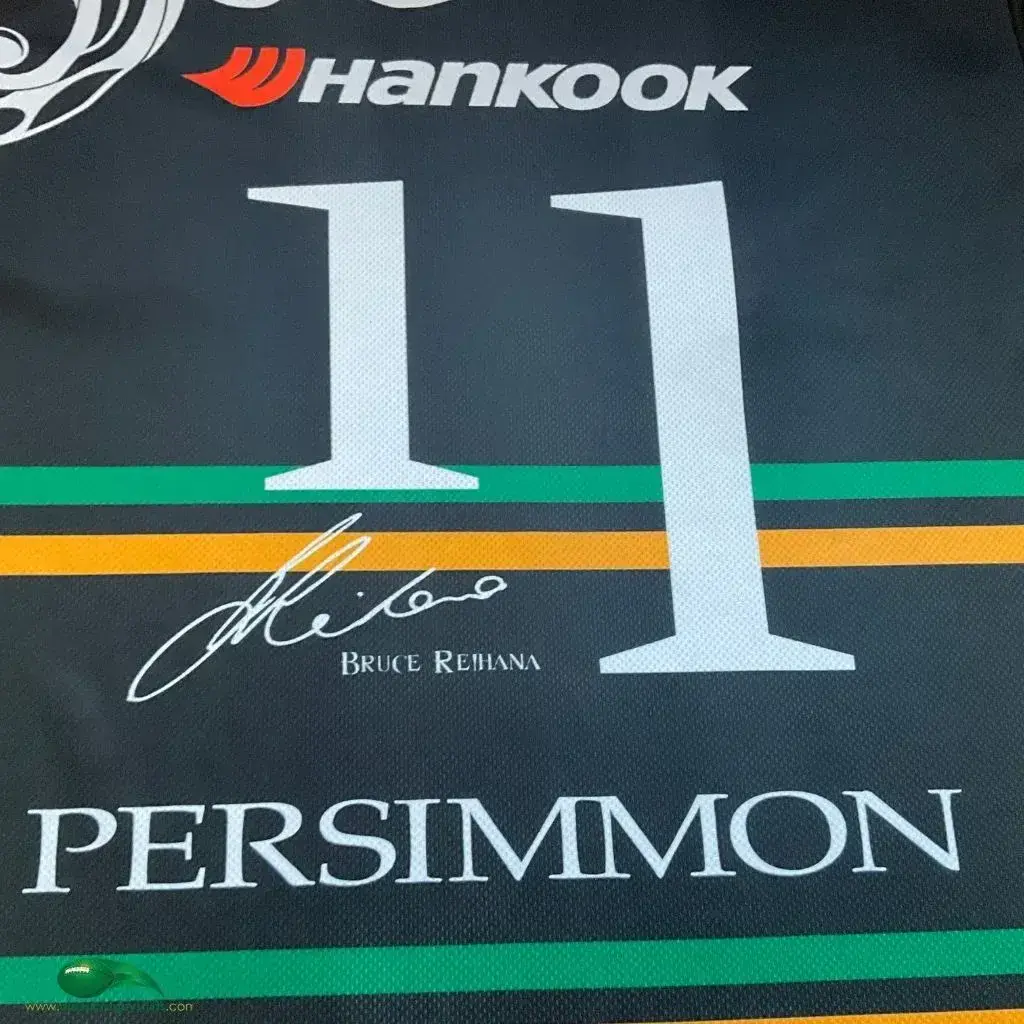 HANKOOK
11
BRUCE REIHANA
PERSIMMON